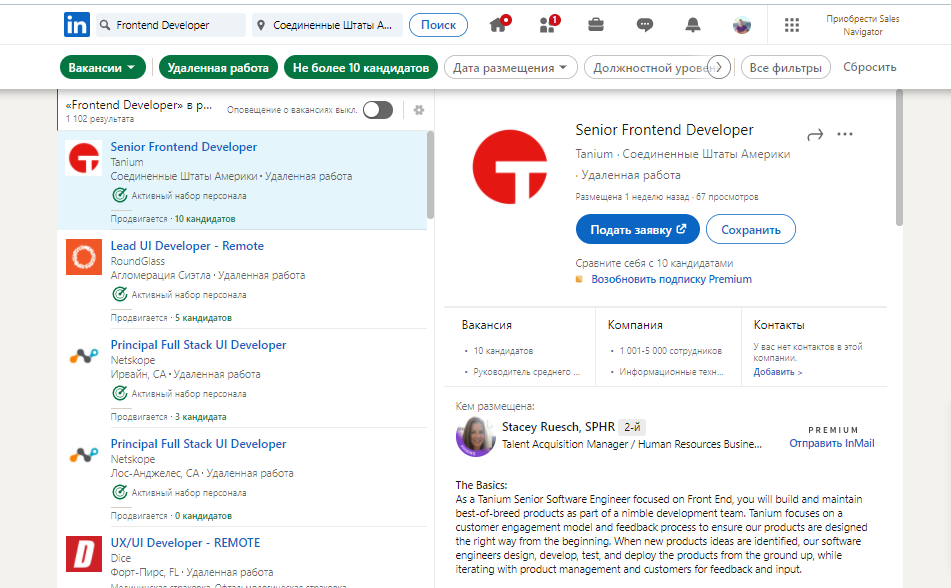 in
Frontend Developer
Соединенные Штаты А...
Поиск
1
Приобрести Sales
Navigator
Вакансии
Удаленная работа
Не более 10 кандидатов
Дата размещения
Должностной уровен
Все фильтры
Сбросить
«Frontend Developer» в р...
Оповещение о вакансиях выкл.
1 102 результата
Senior Frontend Developer
Tanium
Соединенные Штаты Америки · Удаленная работа
Активный набор персонала
Продвигается · 10 кандидатов
Lead UI Developer - Remote
RoundGlass
Агломерация Сиэтла · Удаленная работа
Активный набор персонала
Продвигается · 5 кандидатов
Principal Full Stack UI Developer
Netskope
Ирвайн, CA · Удаленная работа
Активный набор персонала
Продвигается · 3 кандидата
Principal Full Stack UI Developer
Netskope
Лос-Анджелес, CA · Удаленная работа
Активный набор персонала
Продвигается · 0 кандидатов
UX/UI Developer - REMOTE
Dice
Форт-Пирс, FL · Удаленная работа
Медицинская страховка, Офтальмологическая страховка
Senior Frontend Developer
Tanium · Соединенные Штаты Америки
· Удаленная работа
Размещена 1 неделю назад · 67 просмотров
Подать заявку
Сохранить
Сравните себя с 10 кандидатами
Возобновить подписку Premium
Вакансия
• 10 кандидатов
• Руководитель среднего ...
Компания
• 1 001-5 000 сотрудников
• Информационные техн...
Контакты
У вас нет контактов в этой
компании.
Добавить >
Кем размещена:
Stacey Ruesch, SPHR 2-й
Talent Acquisition Manager / Human Resources Busine...
PREMIUM
Отправить InMail
The Basics:
As a Tanium Senior Software Engineer focused on Front End, you will build and maintain
best-of-breed products as part of a nimble development team. Tanium focuses on a
customer engagement model and feedback process to ensure our products are designed
the right way from the beginning. When new products ideas are identified, our software
engineers design, develop, test, and deploy the products from the ground up, while
iterating with product management and customers for feedback and input.